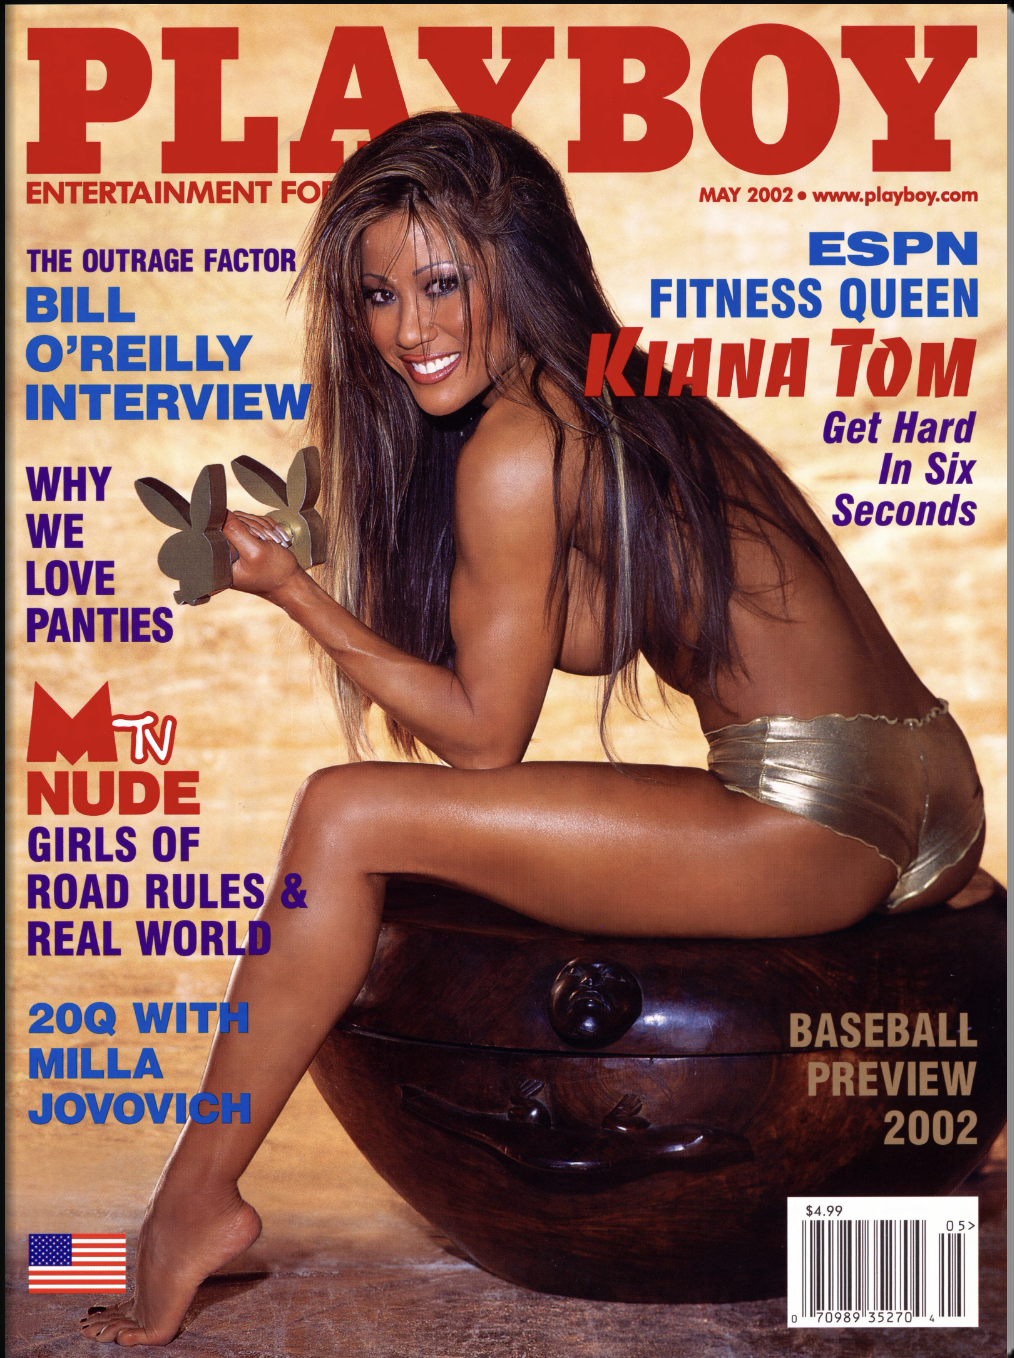 PLAYBOY
ENTERTAINMENT FOR
MAY 2002 • www.playboy.com
THE OUTRAGE FACTOR
BILL
O'REILLY
INTERVIEW
WHY
WE
LOVE
PANTIES
MTV
NUDE
GIRLS OF
ROAD RULES &
REAL WORLD
20Q WITH
MILLA
JOVOVICH
ESPN
FITNESS QUEEN
KIANA TOM
Get Hard
In Six
Seconds
BASEBALL
PREVIEW
2002
$4.99
05>
0 70989 35270 4